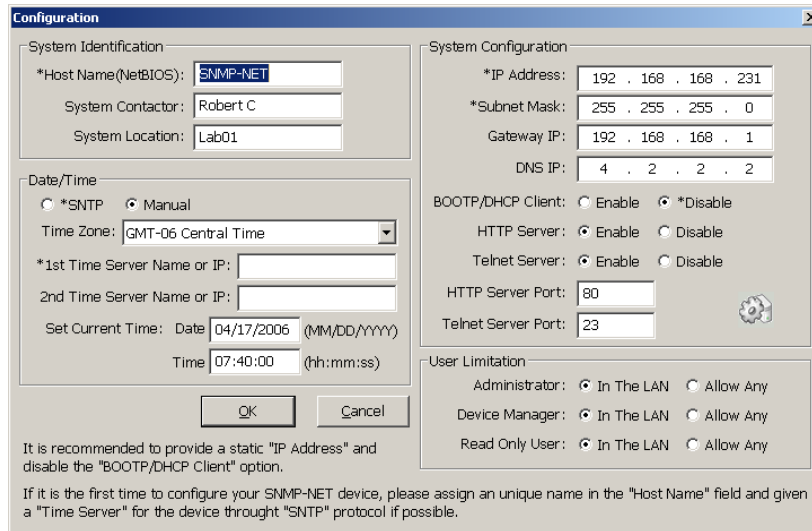 Configuration
System Identification
*Host Name(NetBIOS): SNMP-NET
System Contactor: Robert C
System Location: Lab01
Date/Time
*SNTP Manual
Time Zone: GMT-06 Central Time
*1st Time Server Name or IP:
2nd Time Server Name or IP:
Set Current Time: Date 04/17/2006 (MM/DD/YYYY)
Time 07:40:00 (hh:mm:ss)
OK Cancel
It is recommended to provide a static "IP Address" and
disable the "BOOTP/DHCP Client" option.
System Configuration
*IP Address: 192 . 168 . 168 . 231
*Subnet Mask: 255 . 255 . 255 . 0
Gateway IP: 192 . 168 . 168 . 1
DNS IP: 4 . 2 . 2 . 2
BOOTP/DHCP Client: Enable *Disable
HTTP Server: Enable Disable
Telnet Server: Enable Disable
HTTP Server Port: 80
Telnet Server Port: 23
User Limitation
Administrator: In The LAN Allow Any
Device Manager: In The LAN Allow Any
Read Only User: In The LAN Allow Any
If it is the first time to configure your SNMP-NET device, please assign an unique name in the "Host Name" field and given
a "Time Server" for the device throught "SNTP" protocol if possible.